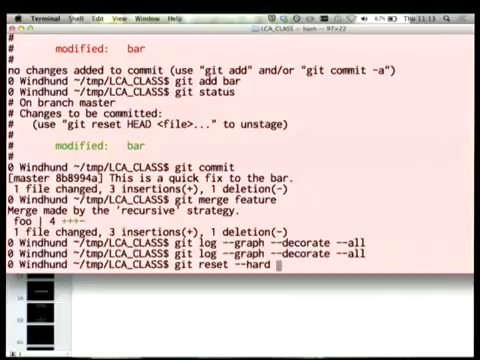 Terminal Shell Edit View Window Help 67% Thu 11.13
LCA_CLASS — bash — 97×22
#
# modified: bar
#
no changes added to commit (use "git add" and/or "git commit -a")
0 Windhund ~/tmp/LCA_CLASS$ git add bar
0 Windhund ~/tmp/LCA_CLASS$ git status
# On branch master
# Changes to be committed:
# (use "git reset HEAD <file>..." to unstage)
#
# modified: bar
#
0 Windhund ~/tmp/LCA_CLASS$ git commit
[master 8b8994a] This is a quick fix to the bar.
1 file changed, 3 insertions(+), 1 deletion(-)
0 Windhund ~/tmp/LCA_CLASS$ git merge feature
Merge made by the 'recursive' strategy.
foo | 4 +++-
1 file changed, 3 insertions(+), 1 deletion(-)
0 Windhund ~/tmp/LCA_CLASS$ git log --graph --decorate --all
0 Windhund ~/tmp/LCA_CLASS$ git log --graph --decorate --all
0 Windhund ~/tmp/LCA_CLASS$ git reset --hard